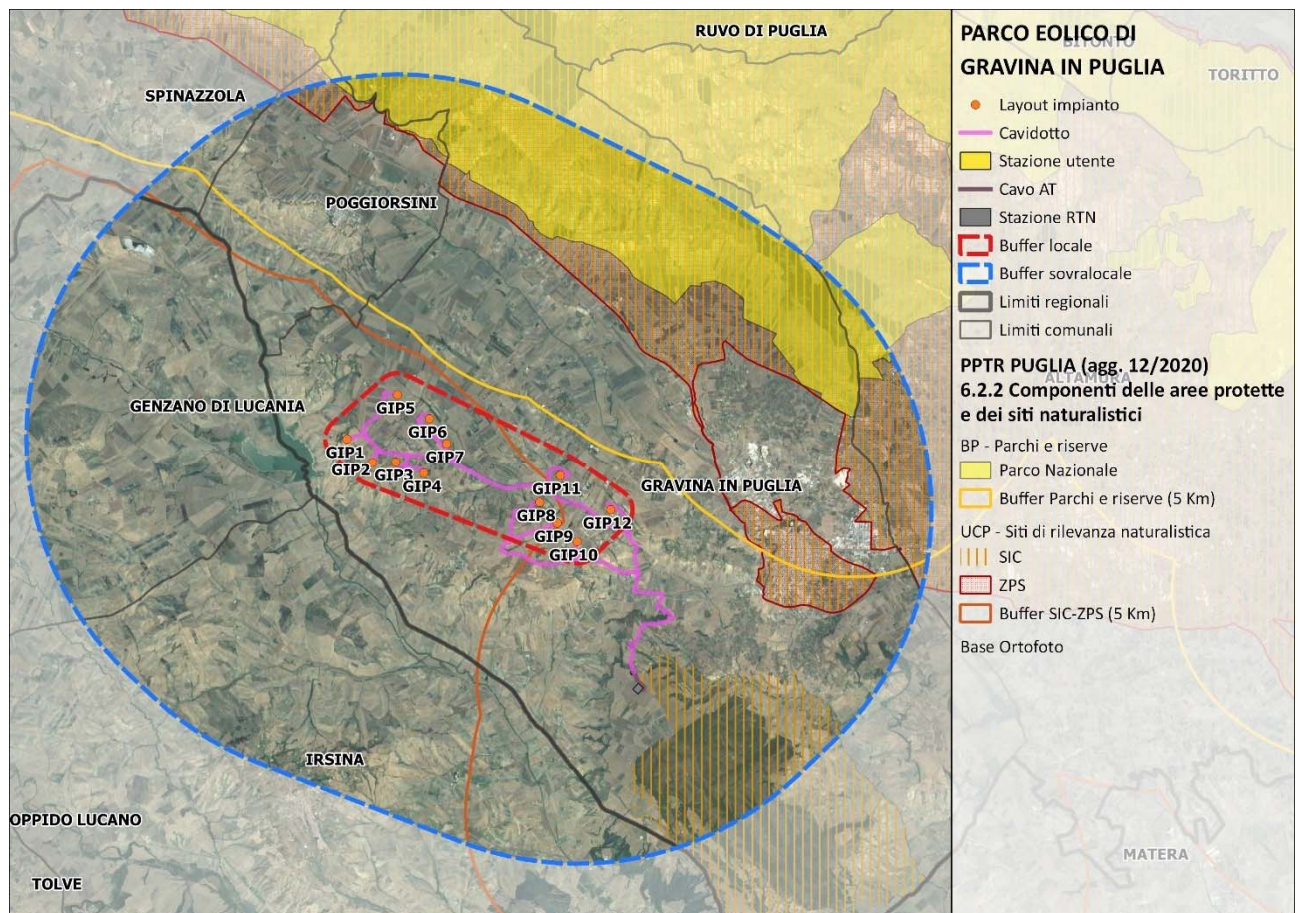 RUVO DI PUGLIA
SPINAZZOLA
POGGIORSINI
GENZANO DI LUCANIA
GIP5
GIP6
GIP1
GIP7
GIP2
GIP3
GIP4
GIP11
GRAVINA IN PUGLIA
GIP8
GIP12
GIP9
GIP10
IRSINA
OPPIDO LUCANO
TOLVE
PARCO EOLICO DI
GRAVINA IN PUGLIA
BITONTO
TORITTO
Layout impianto
Cavidotto
Stazione utente
Cavo AT
Stazione RTN
Buffer locale
Buffer sovralocale
Limiti regionali
Limiti comunali
PPTR PUGLIA (agg. 12/2020)
ALTAMURA
6.2.2 Componenti delle aree protette
e dei siti naturalistici
BP - Parchi e riserve
Parco Nazionale
Buffer Parchi e riserve (5 Km)
UCP - Siti di rilevanza naturalistica
SIC
ZPS
Buffer SIC-ZPS (5 Km)
Base Ortofoto
MATERA